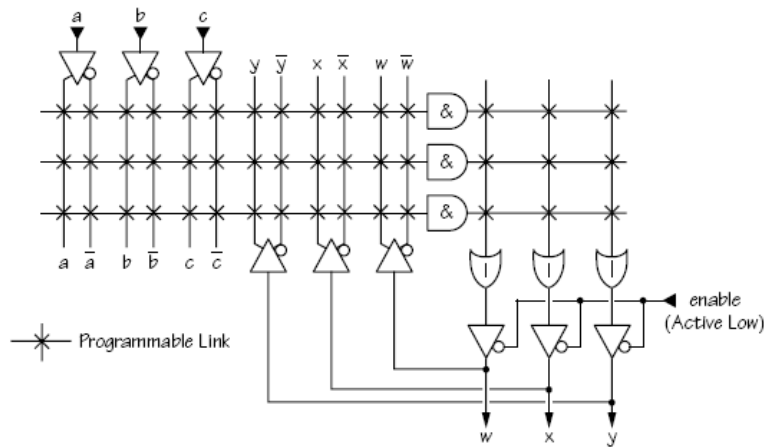 a b c
y y̅ x x̅ w w̅
&
&
&
a a̅ b b̅ c c̅
| | |
enable
(Active Low)
Programmable Link
w x y